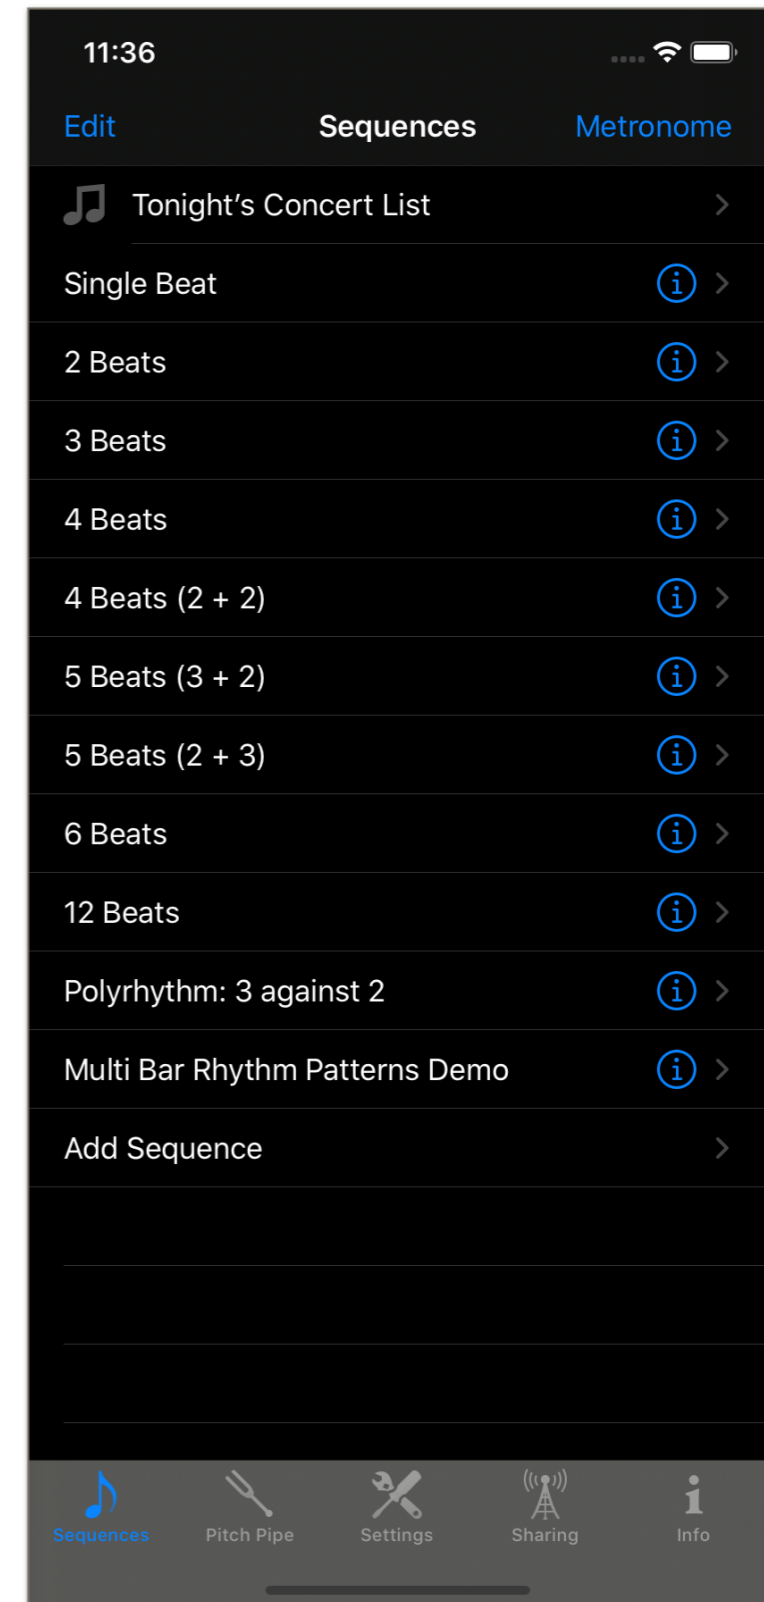 11:36
Edit Sequences Metronome
Tonight’s Concert List
Single Beat
2 Beats
3 Beats
4 Beats
4 Beats (2 + 2)
5 Beats (3 + 2)
5 Beats (2 + 3)
6 Beats
12 Beats
Polyrhythm: 3 against 2
Multi Bar Rhythm Patterns Demo
Add Sequence
Sequences Pitch Pipe Settings Sharing Info